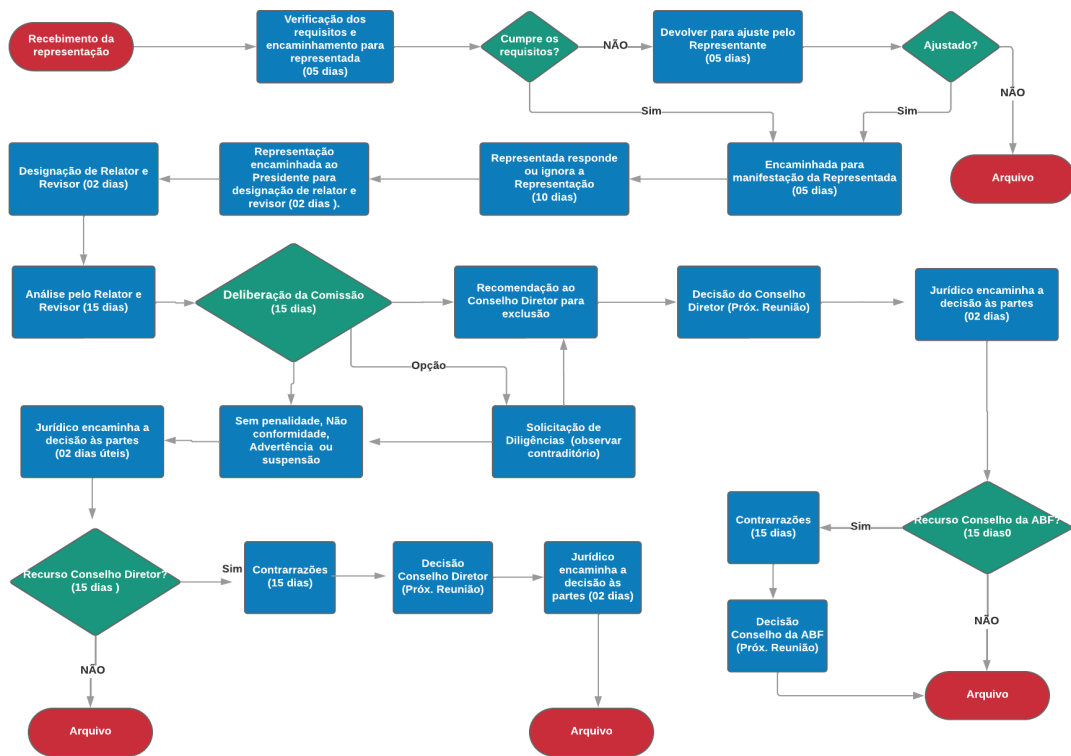 Recebimento da
representação
Verificação dos
requisitos e
encaminhamento para
representada
(05 dias)
Cumpre os
requisitos?
NÃO
Devolver para ajuste pelo
Representante
(05 dias)
Ajustado?
NÃO
Sim
Sim
Designação de Relator e
Revisor (02 dias)
Representação
encaminhada ao
Presidente para
designação de relator e
revisor (02 dias ).
Representada responde
ou ignora a
Representação
(10 dias)
Encaminhada para
manifestação da Representada
(05 dias)
Arquivo
Análise pelo Relator e
Revisor (15 dias)
Deliberação da Comissão
(15 dias)
Recomendação ao
Conselho Diretor para
exclusão
Decisão do Conselho
Diretor (Próx. Reunião)
Jurídico encaminha a
decisão às partes
(02 dias)
Opção
Jurídico encaminha a
decisão às partes
(02 dias úteis)
Sem penalidade, Não
conformidade,
Advertência ou
suspensão
Solicitação de
Diligências (observar
contraditório)
Contrarrazões
(15 dias)
Sim
Recurso Conselho da ABF?
(15 dias0
Recurso Conselho Diretor?
(15 dias )
Sim
Contrarrazões
(15 dias)
Decisão
Conselho Diretor
(Próx. Reunião)
Jurídico
encaminha a
decisão às
partes (02 dias)
Decisão
Conselho da ABF
(Próx. Reunião)
NÃO
NÃO
Arquivo
Arquivo
Arquivo